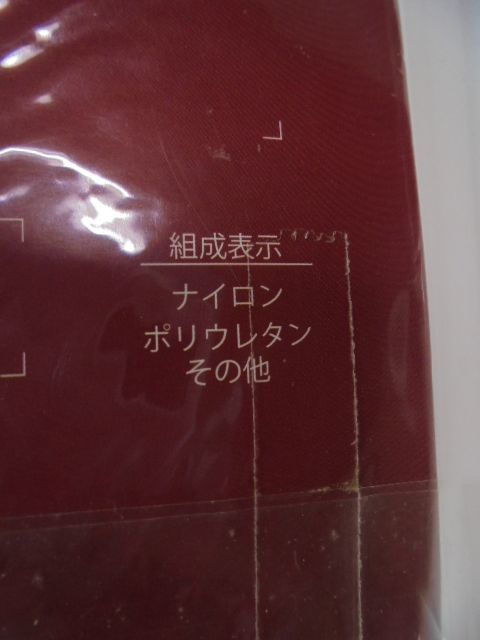 組成表示
ナイロン
ポリウレタン
その他